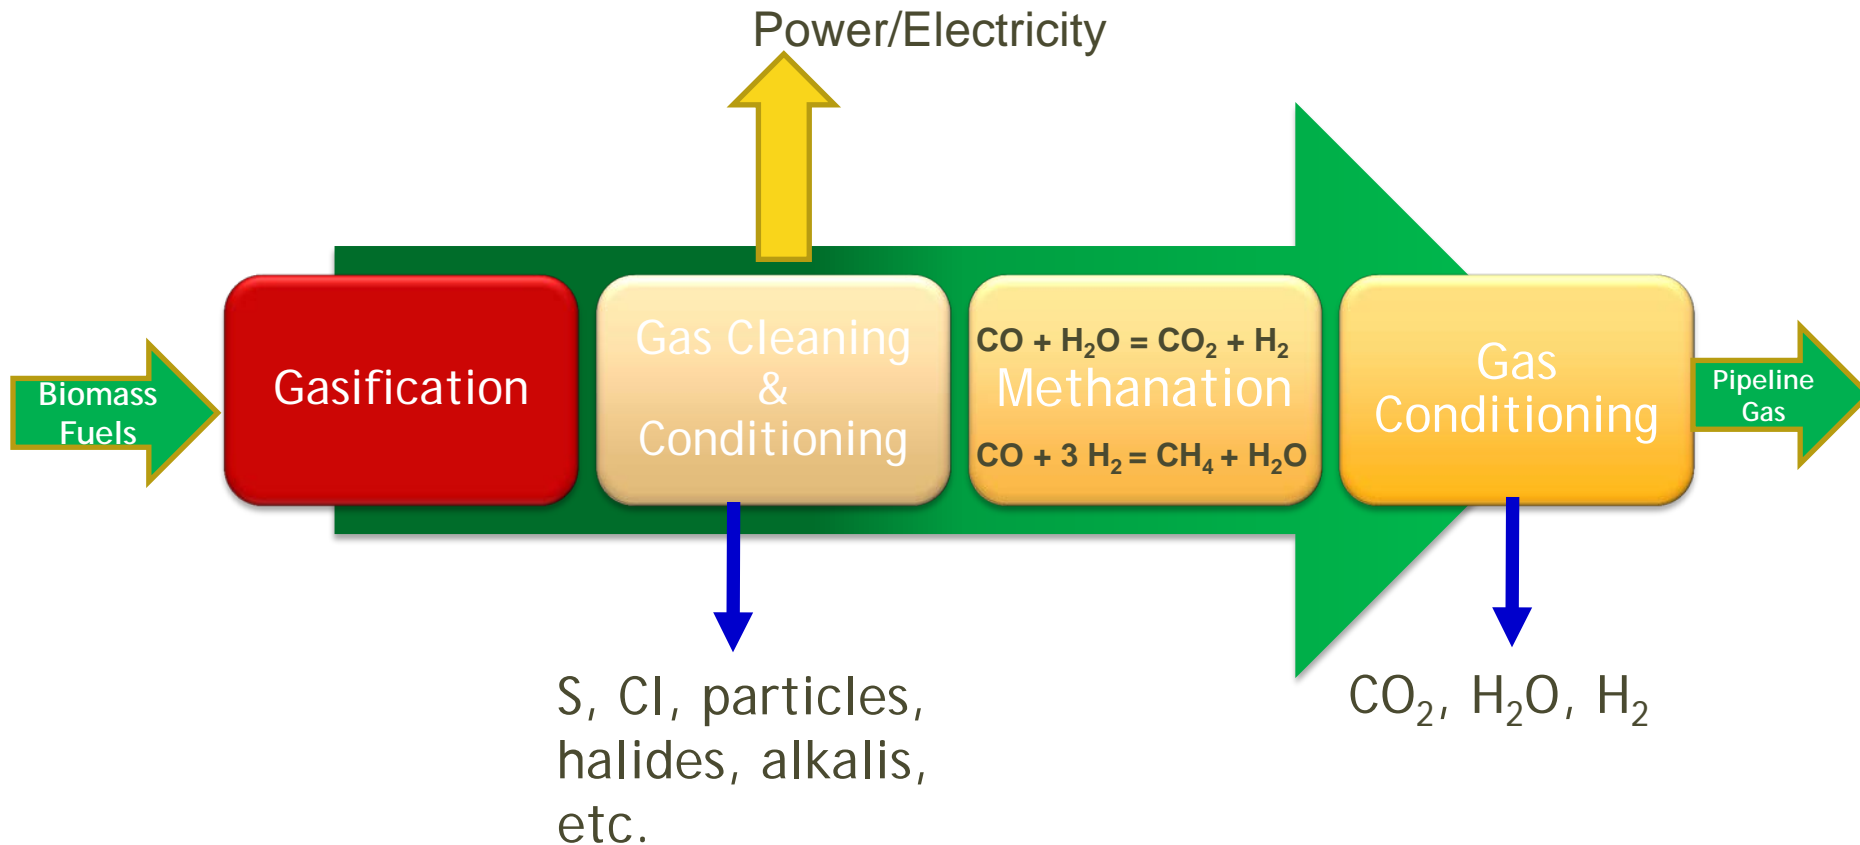 Power/Electricity
Biomass
Fuels
Gasification
Gas Cleaning
&
Conditioning
CO + H₂O = CO₂ + H₂
Methanation
CO + 3 H₂ = CH₄ + H₂O
Gas
Conditioning
Pipeline
Gas
S, Cl, particles,
halides, alkalis,
etc.
CO₂, H₂O, H₂